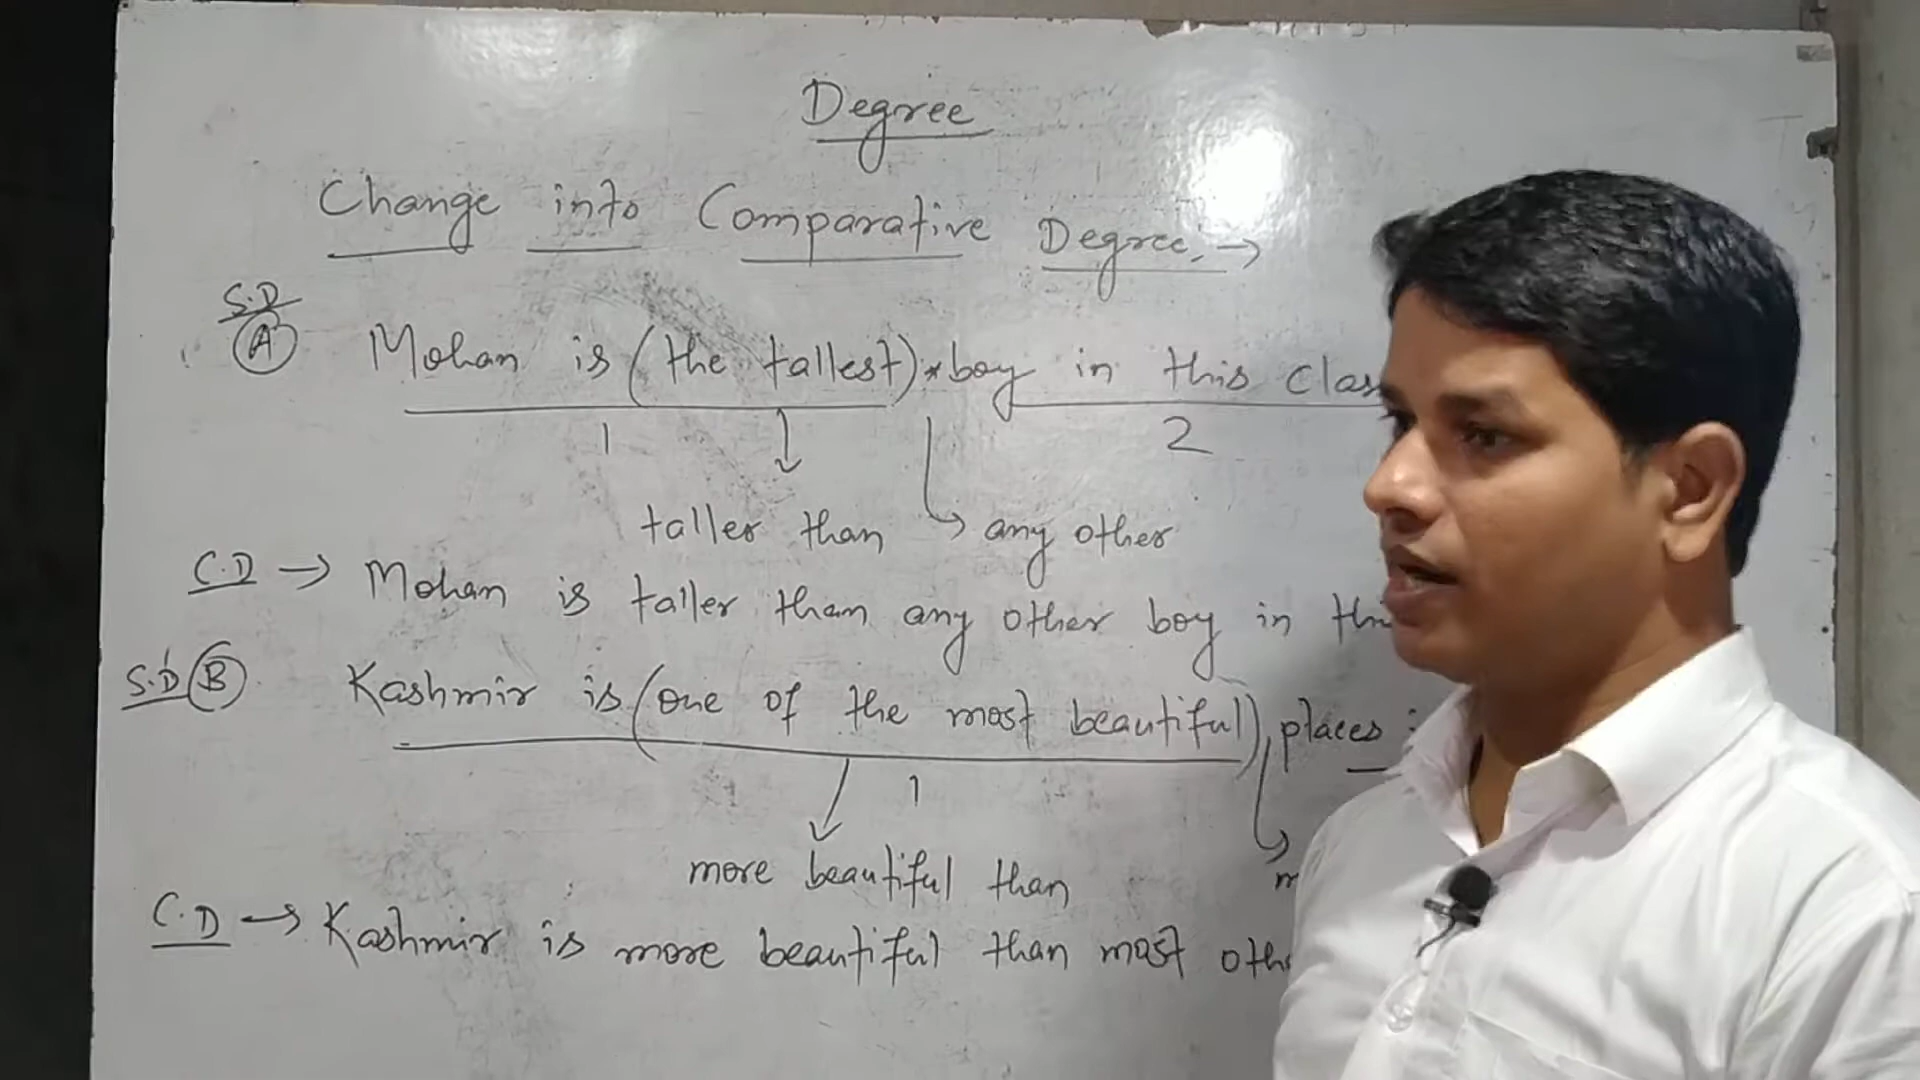 Degree
Change into Comparative Degree, →
S.D
(A) Mohan is (the tallest) * boy in this Clas
1 2
taller than any other
C.D → Mohan is taller than any other boy in thi
S.D (B) Kashmir is (one of the most beautiful) places
1
more beautiful than m
C.D → Kashmir is more beautiful than most oth